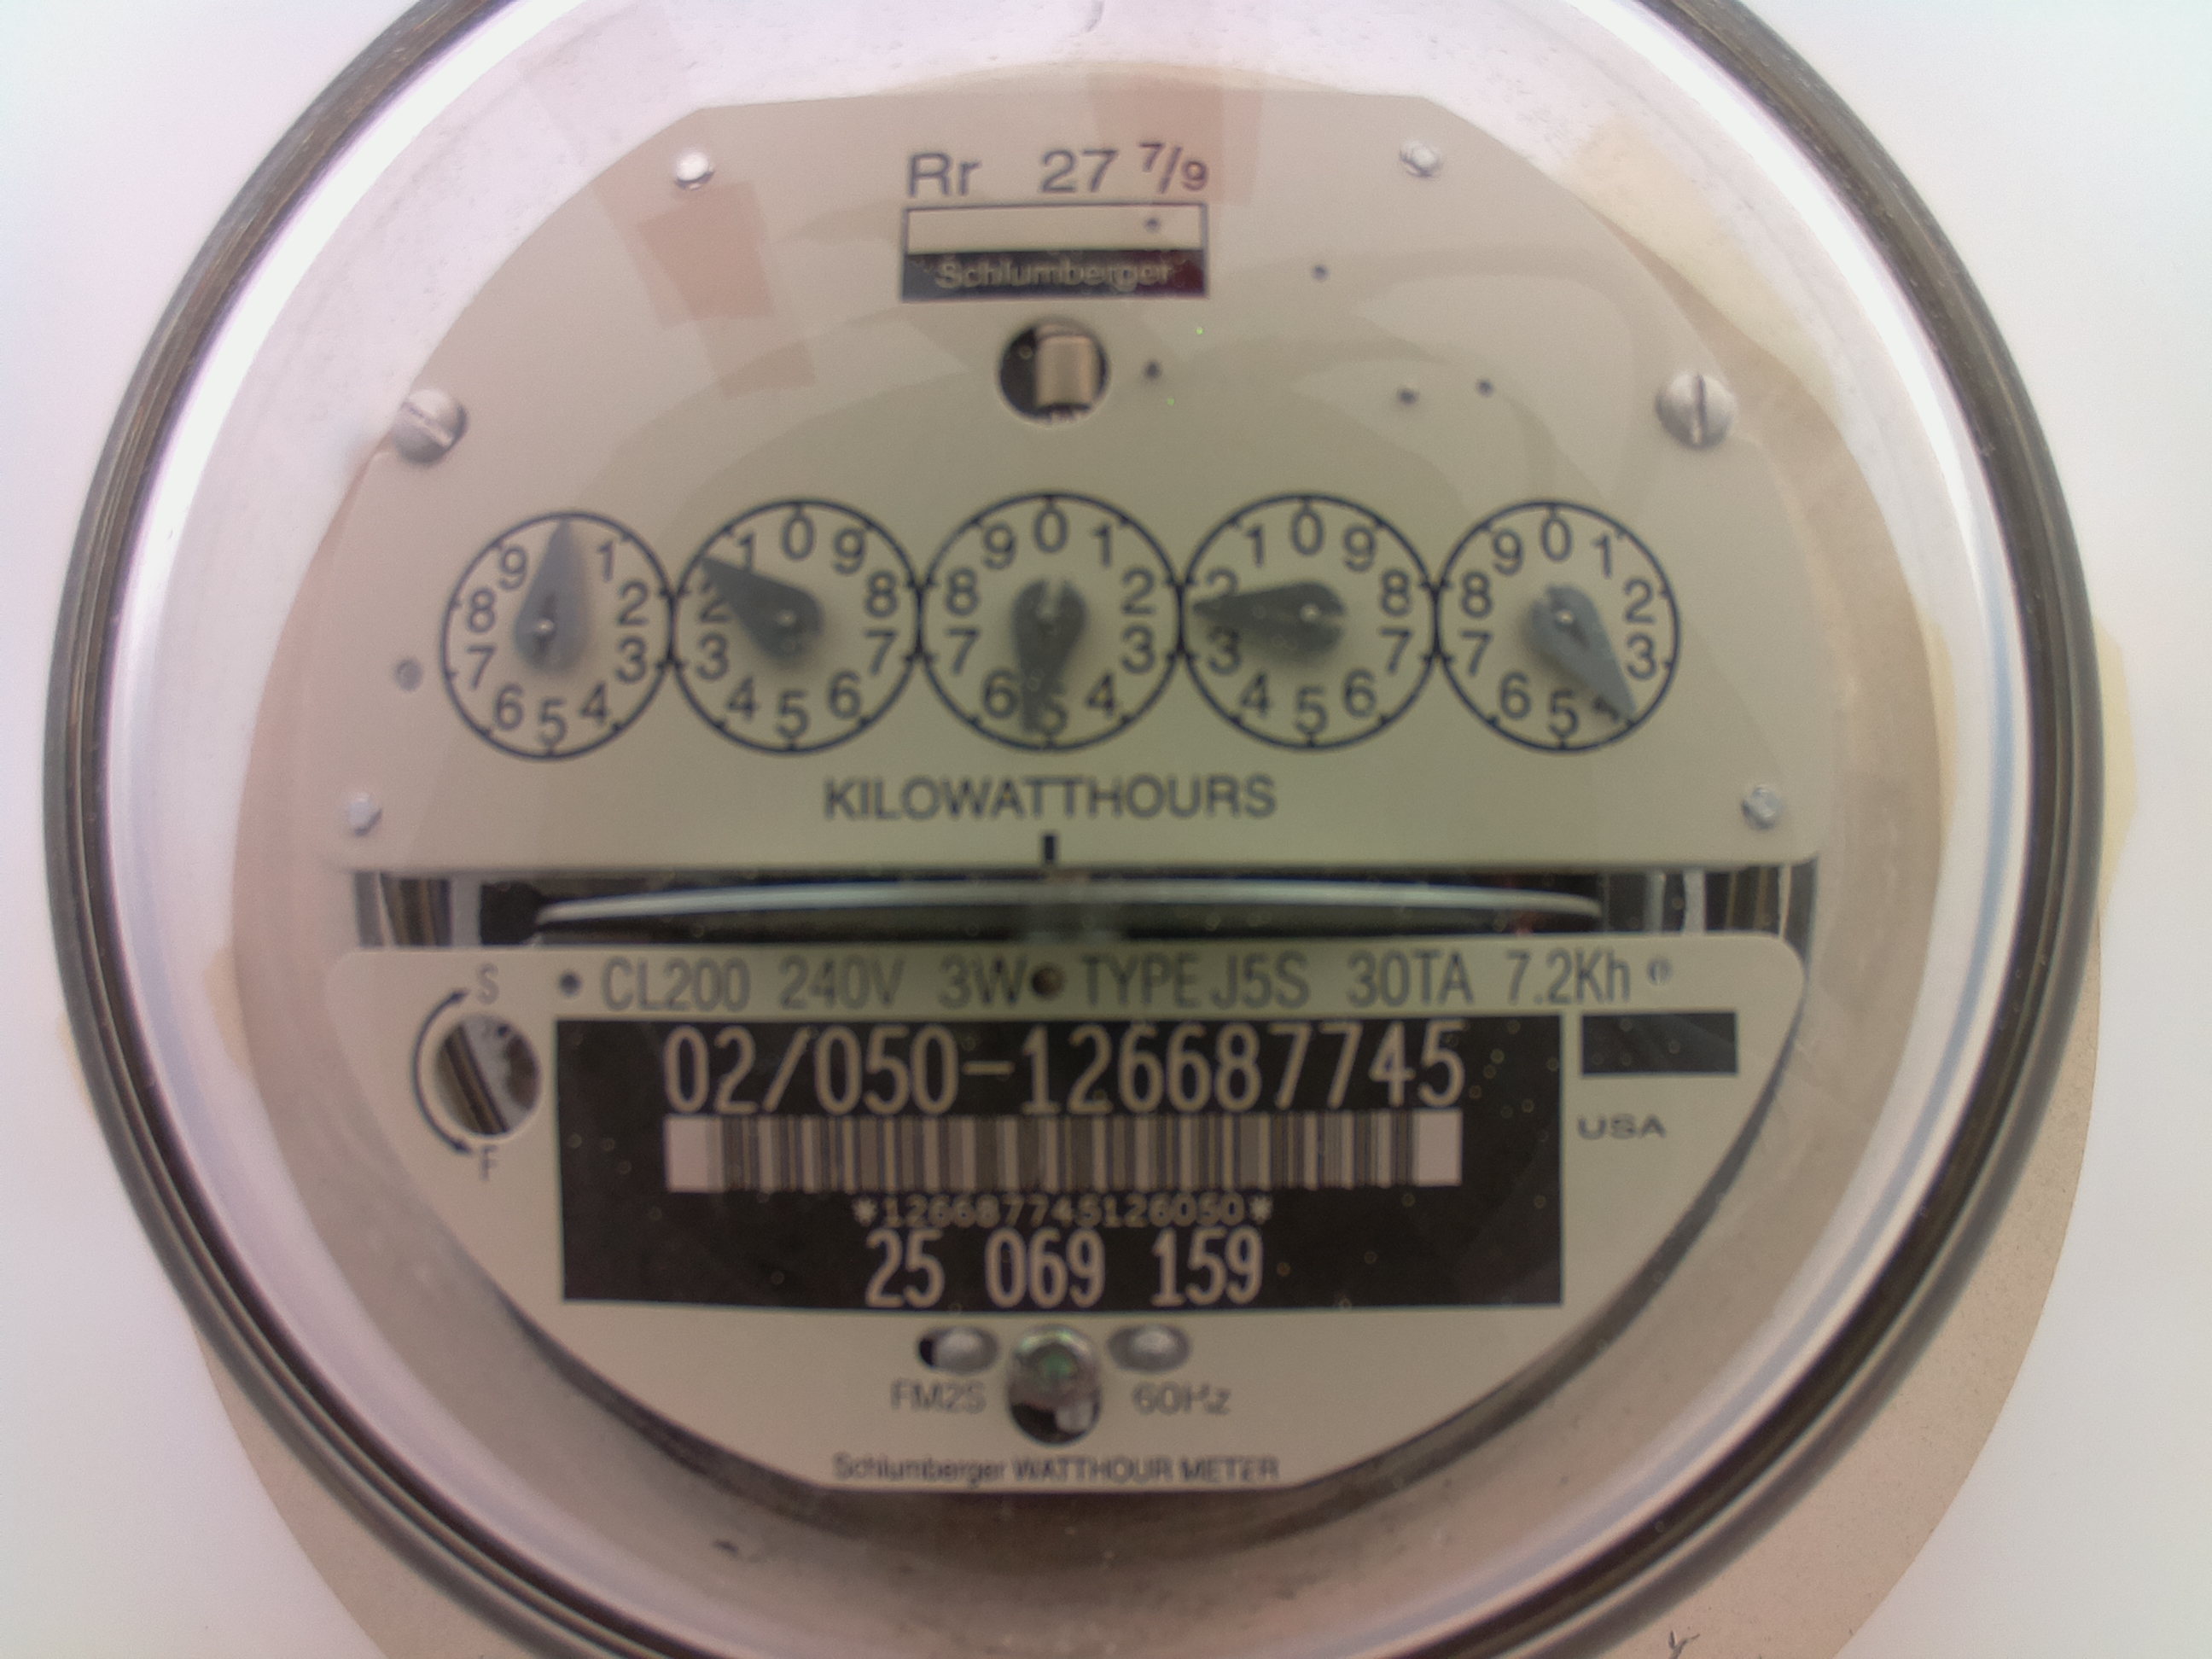 Rr 27 7/9
Schlumberger
0 1 2 3 4 5 6 7 8 9
0 9 8 7 6 5 4 3 2 1
0 1 2 3 4 5 6 7 8 9
0 9 8 7 6 5 4 3 2 1
0 1 2 3 4 5 6 7 8 9
KILOWATTHOURS
CL200 240V 3W TYPE J5S 30TA 7.2Kh
S
F
02/050-126687745
USA
*126687745126050*
25 069 159
FM2S 60Hz
Schlumberger WATTHOUR METER